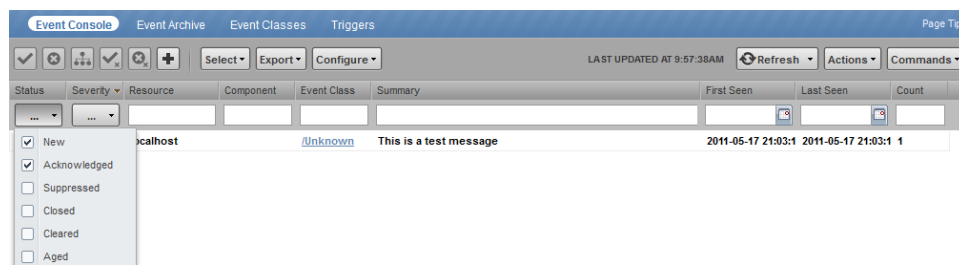 Event Console Event Archive Event Classes Triggers Page Tip
Select Export Configure LAST UPDATED AT 9:57:38AM Refresh Actions Commands
Status Severity Resource Component Event Class Summary First Seen Last Seen Count
... ...
New ocalhost /Unknown This is a test message 2011-05-17 21:03:1 2011-05-17 21:03:1 1
Acknowledged
Suppressed
Closed
Cleared
Aged